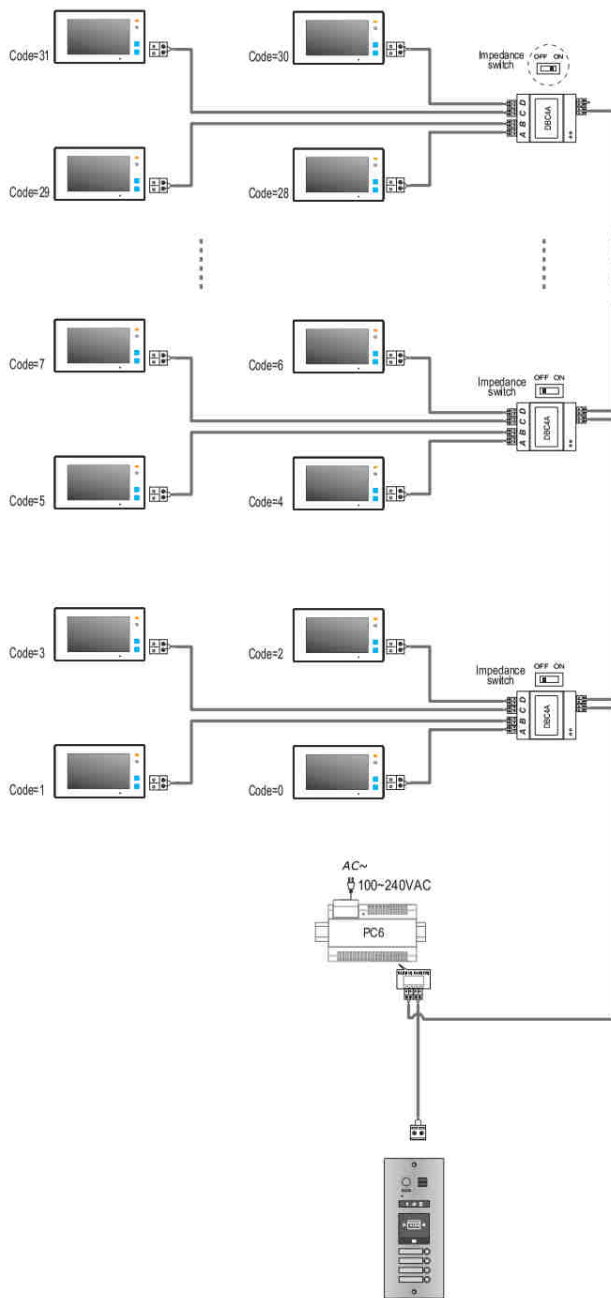 Code=31
Code=30
Impedance
switch
OFF ON
A B C D
DBC4A
Code=29
Code=28
Code=7
Code=6
Impedance
switch
OFF ON
A B C D
DBC4A
Code=5
Code=4
Code=3
Code=2
Impedance
switch
OFF ON
A B C D
DBC4A
Code=1
Code=0
AC~
100~240VAC
PC6